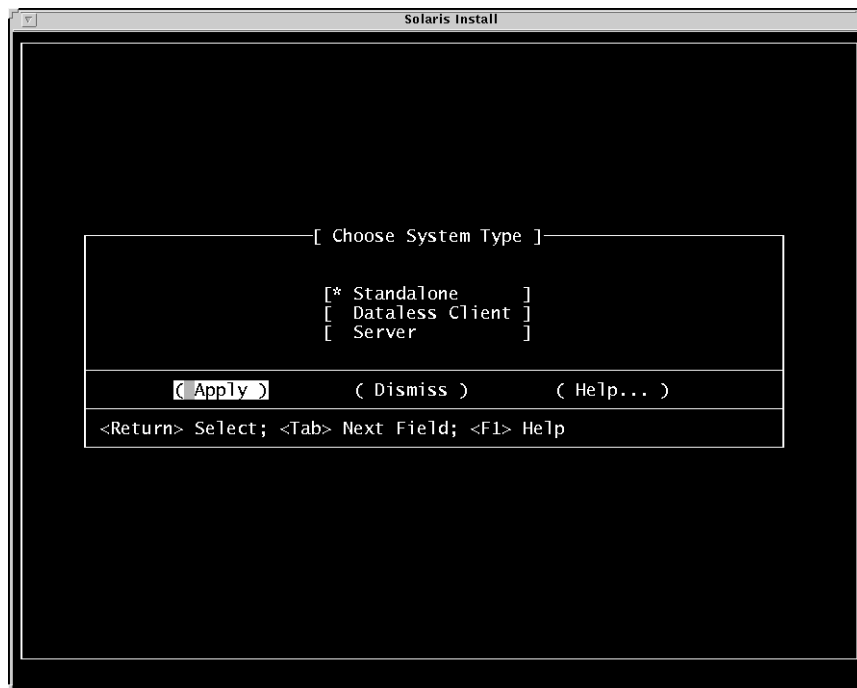 Solaris Install
[ Choose System Type ]
[* Standalone ]
[ Dataless Client ]
[ Server ]
( Apply ) ( Dismiss ) ( Help... )
<Return> Select; <Tab> Next Field; <F1> Help